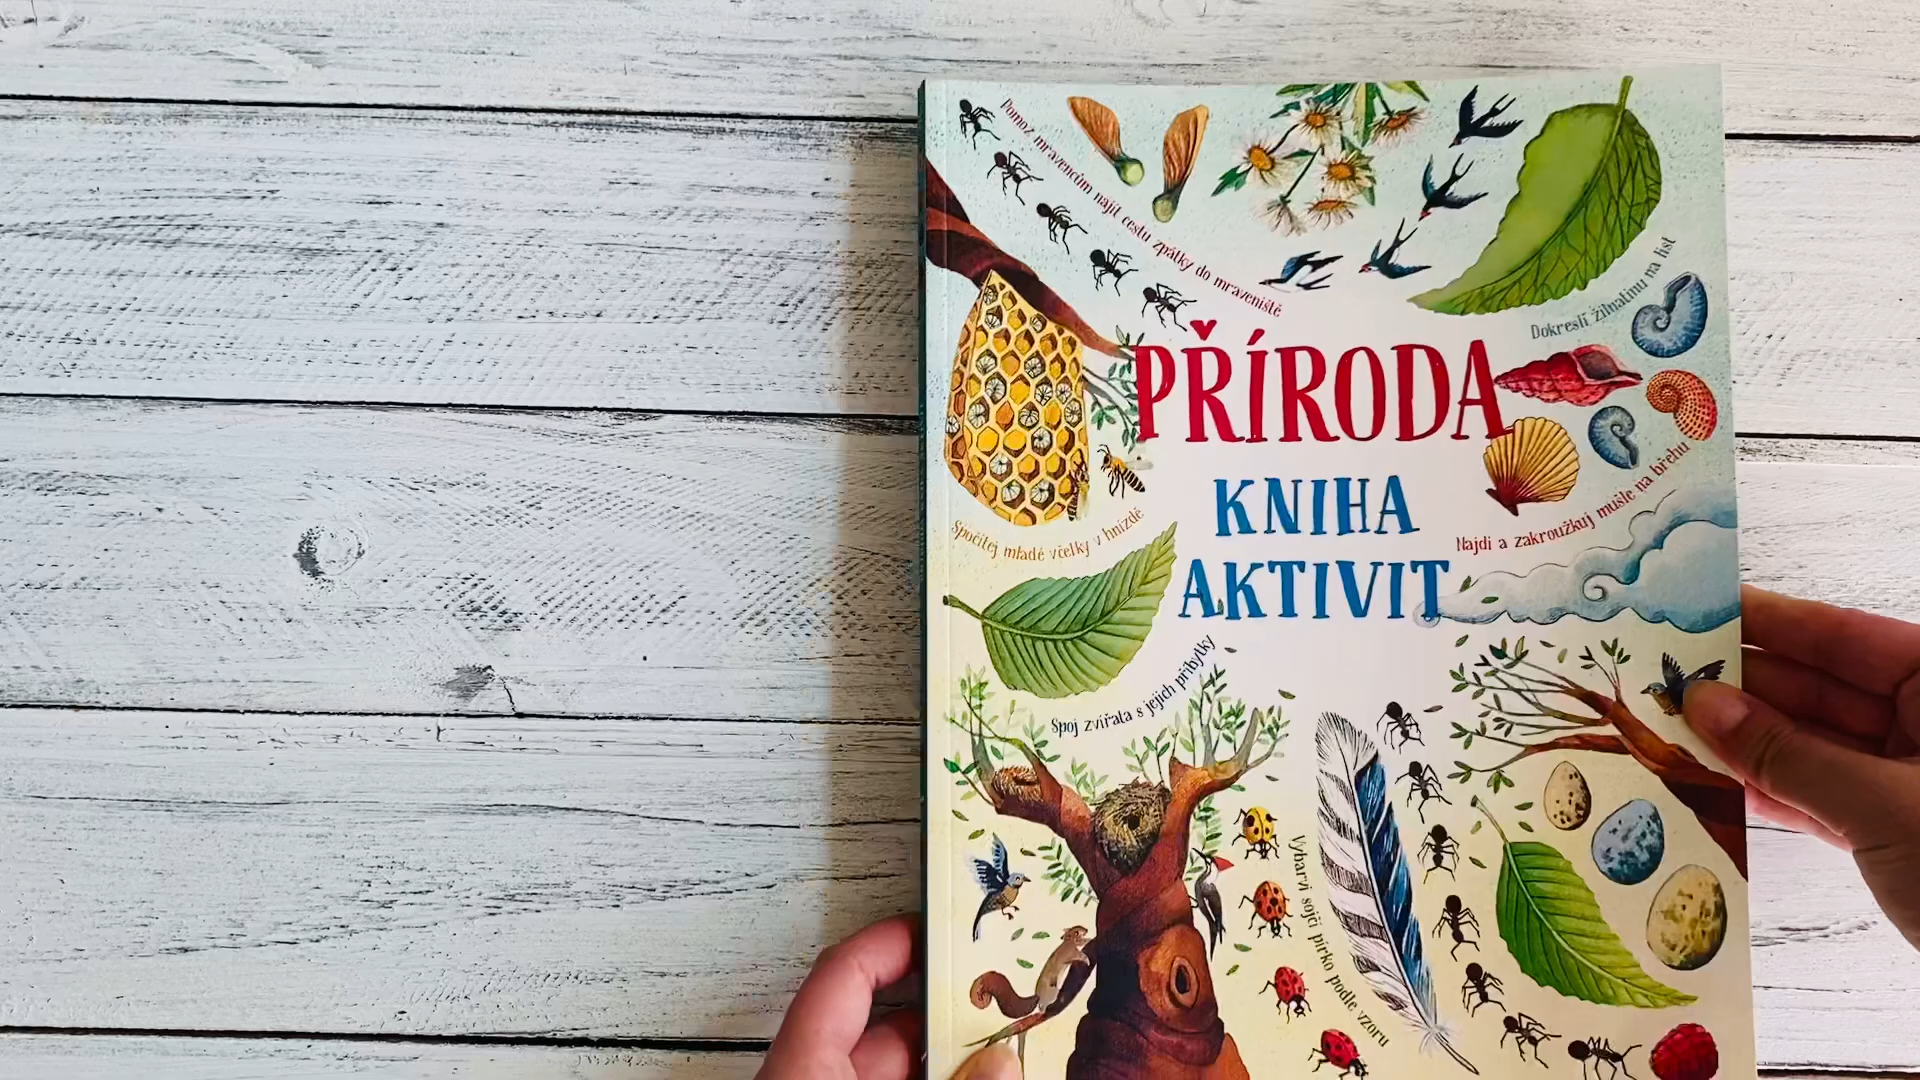 Pomoz mravencům najít cestu zpátky do mraveniště
Dokresli žilnatinu na list
PŘÍRODA
KNIHA
AKTIVIT
Spočítej mladé včelky v hnízdě
Najdi a zakroužkuj mušle na břehu
Spoj zvířata s jejich příbytky
Vybarvi sojčí pírko podle vzoru